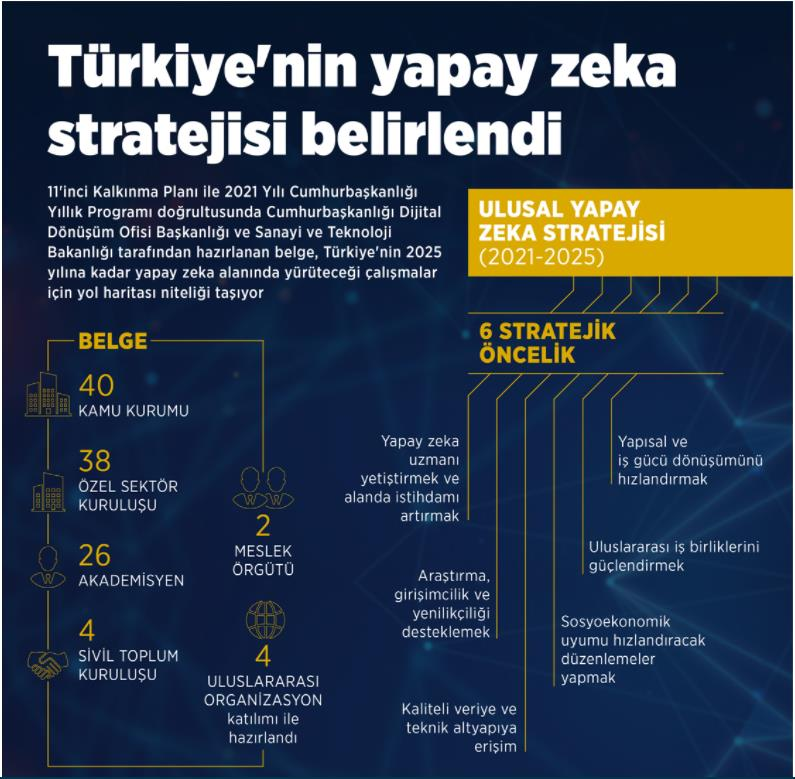 Türkiye'nin yapay zeka
stratejisi belirlendi
11'inci Kalkınma Planı ile 2021 Yılı Cumhurbaşkanlığı
Yıllık Programı doğrultusunda Cumhurbaşkanlığı Dijital
Dönüşüm Ofisi Başkanlığı ve Sanayi ve Teknoloji
Bakanlığı tarafından hazırlanan belge, Türkiye'nin 2025
yılına kadar yapay zeka alanında yürüteceği çalışmalar
için yol haritası niteliği taşıyor
BELGE
40
KAMU KURUMU
38
ÖZEL SEKTÖR
KURULUŞU
26
AKADEMİSYEN
4
SİVİL TOPLUM
KURULUŞU
2
MESLEK
ÖRGÜTÜ
4
ULUSLARARASI
ORGANİZASYON
katılımı ile
hazırlandı
ULUSAL YAPAY
ZEKA STRATEJİSİ
(2021-2025)
6 STRATEJİK
ÖNCELİK
Yapay zeka
uzmanı
yetiştirmek ve
alanda istihdamı
artırmak
Araştırma,
girişimcilik ve
yenilikçiliği
desteklemek
Kaliteli veriye ve
teknik altyapıya
erişim
Sosyoekonomik
uyumu hızlandıracak
düzenlemeler
yapmak
Uluslararası iş birliklerini
güçlendirmek
Yapısal ve
iş gücü dönüşümünü
hızlandırmak